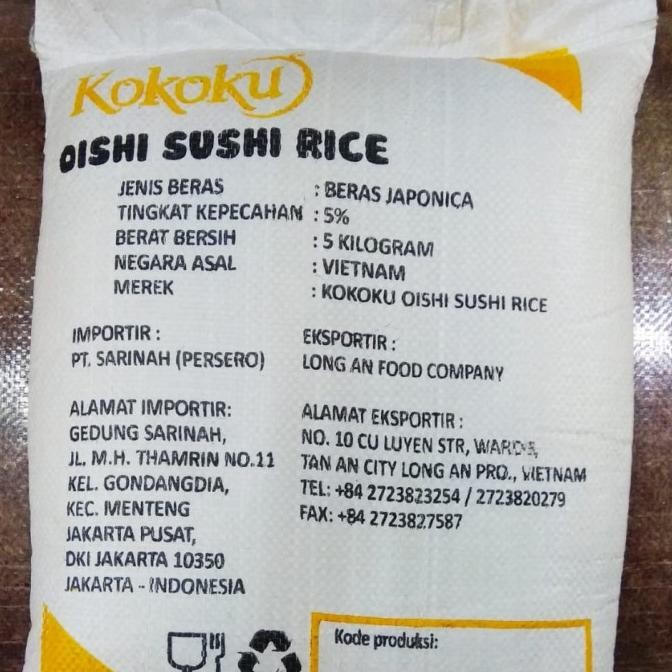 Kokoku
OISHI SUSHI RICE
JENIS BERAS : BERAS JAPONICA
TINGKAT KEPECAHAN : 5%
BERAT BERSIH : 5 KILOGRAM
NEGARA ASAL : VIETNAM
MEREK : KOKOKU OISHI SUSHI RICE
IMPORTIR :
PT. SARINAH (PERSERO)
EKSPORTIR :
LONG AN FOOD COMPANY
ALAMAT IMPORTIR:
GEDUNG SARINAH,
JL. M.H. THAMRIN NO.11
KEL. GONDANGDIA,
KEC. MENTENG
JAKARTA PUSAT,
DKI JAKARTA 10350
JAKARTA - INDONESIA
ALAMAT EKSPORTIR :
NO. 10 CU LUYEN STR,
TAN AN CITY LONG AN PRO., VIETNAM
TEL: +84 2723823254 / 2723820279
FAX: +84 2723827587
Kode produksi: